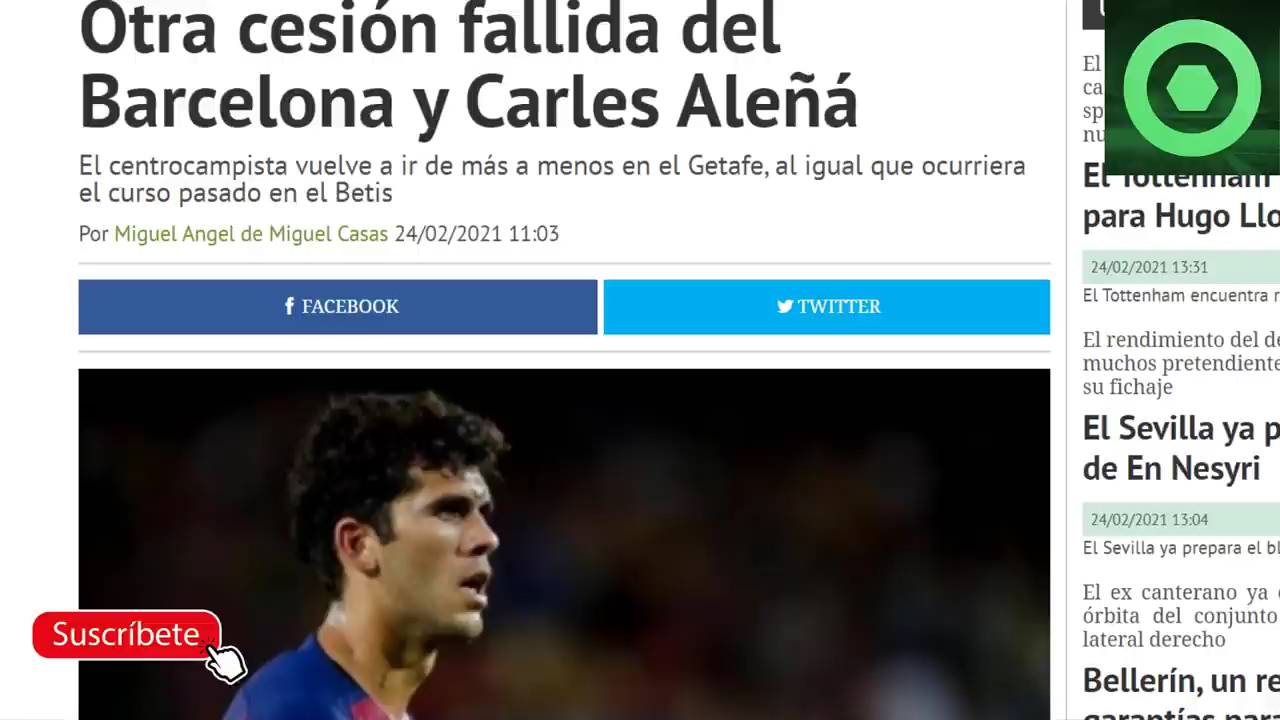 Otra cesión fallida del
Barcelona y Carles Aleñá
El centrocampista vuelve a ir de más a menos en el Getafe, al igual que ocurriera
el curso pasado en el Betis
Por Miguel Angel de Miguel Casas 24/02/2021 11:03
FACEBOOK
TWITTER
Suscríbete
El
El Tottenham
para Hugo
24/02/2021 13:31
El Tottenham encuentra
El rendimiento del
muchos
su fichaje
El Sevilla ya
de En Nesyri
24/02/2021 13:04
El Sevilla ya prepara el
El ex canterano ya
órbita del conjunto
lateral derecho
Bellerín, un